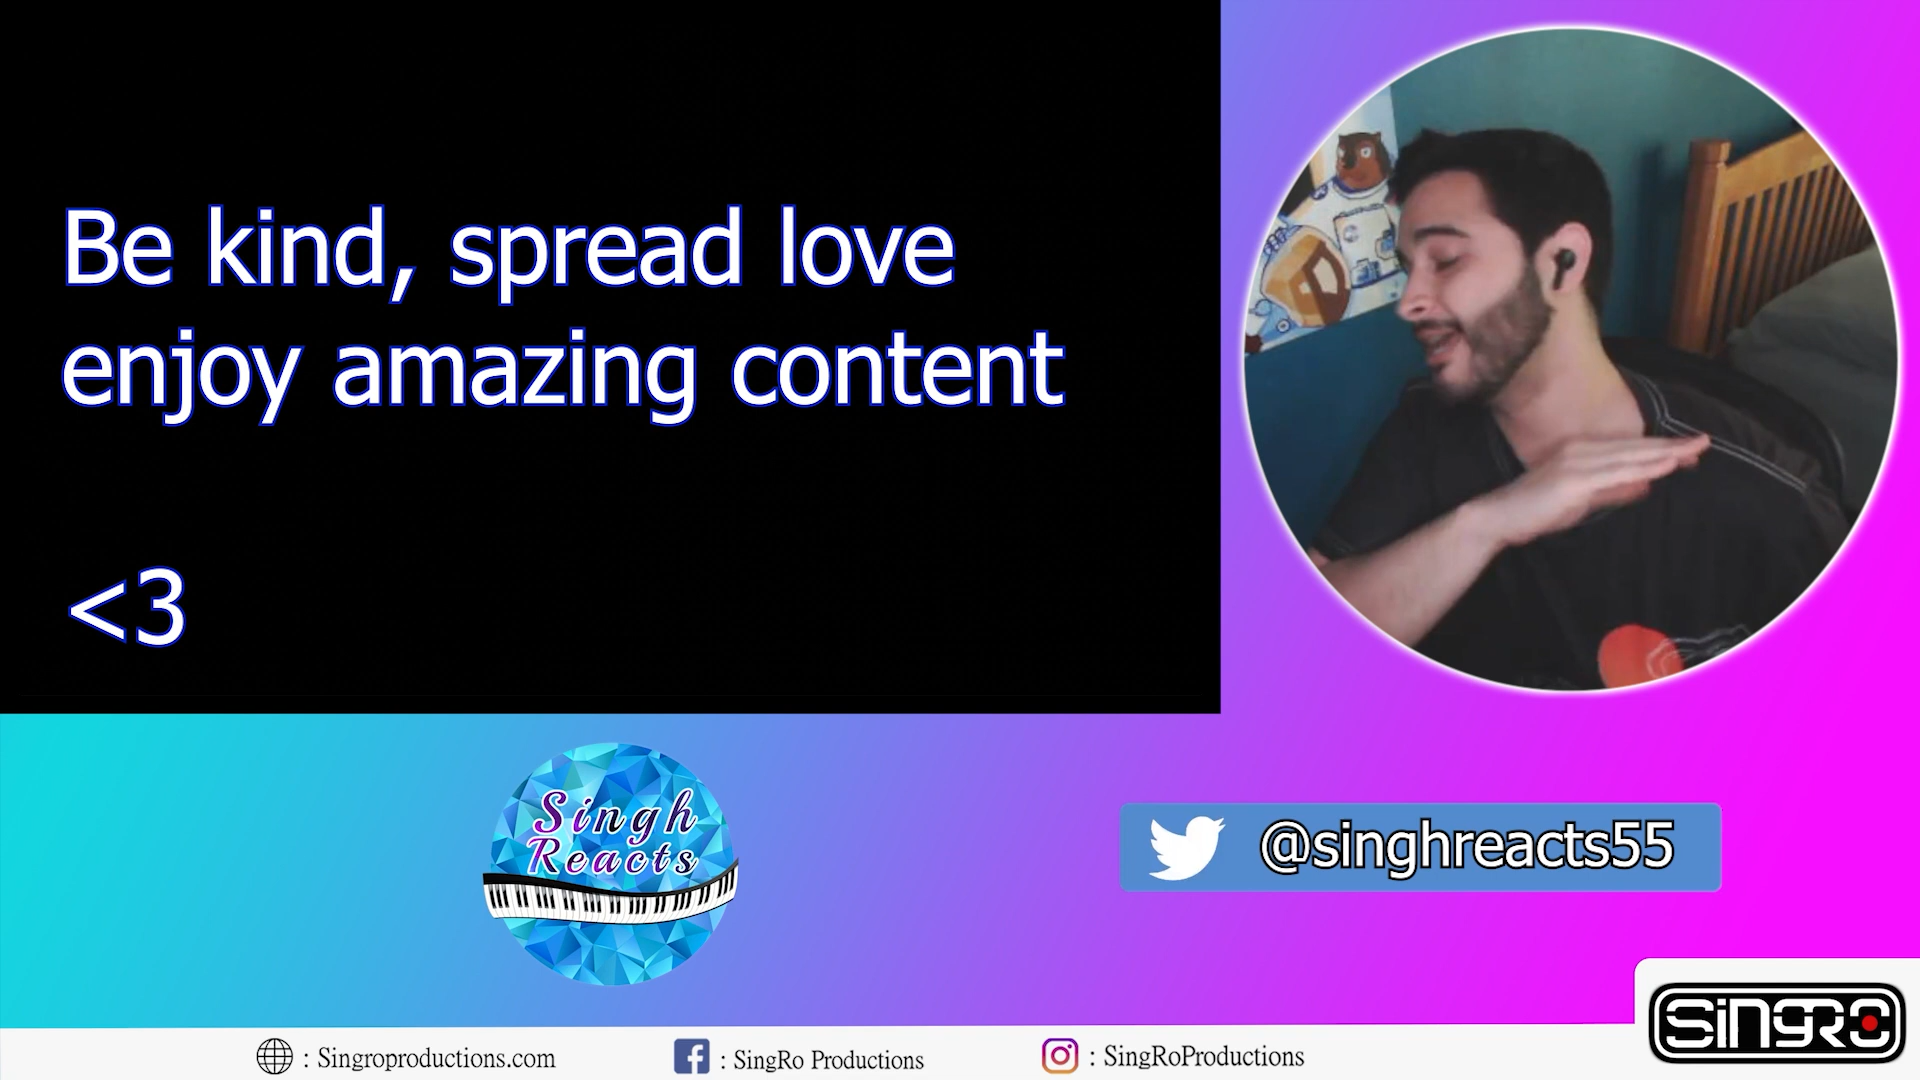 Be kind, spread love
enjoy amazing content
<3
Singh
Reacts
@singhreacts55
SingRO
: Singroproductions.com
: SingRo Productions
: SingRoProductions